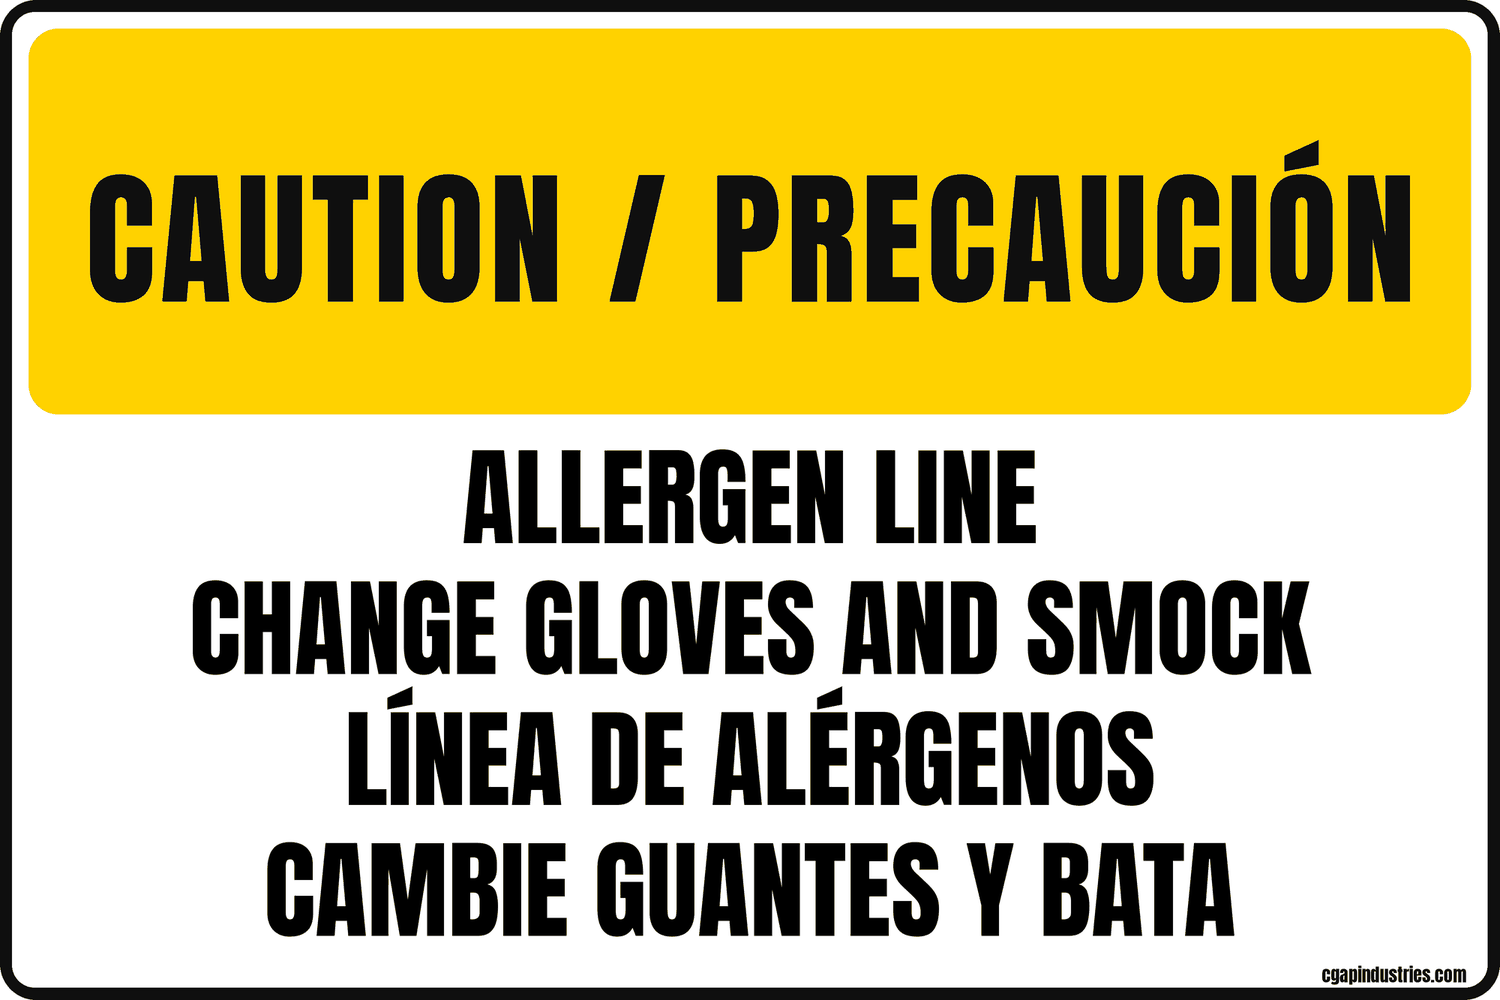 CAUTION / PRECAUCIÓN
ALLERGEN LINE
CHANGE GLOVES AND SMOCK
LÍNEA DE ALÉRGENOS
CAMBIE GUANTES Y BATA
cgapindustries.com